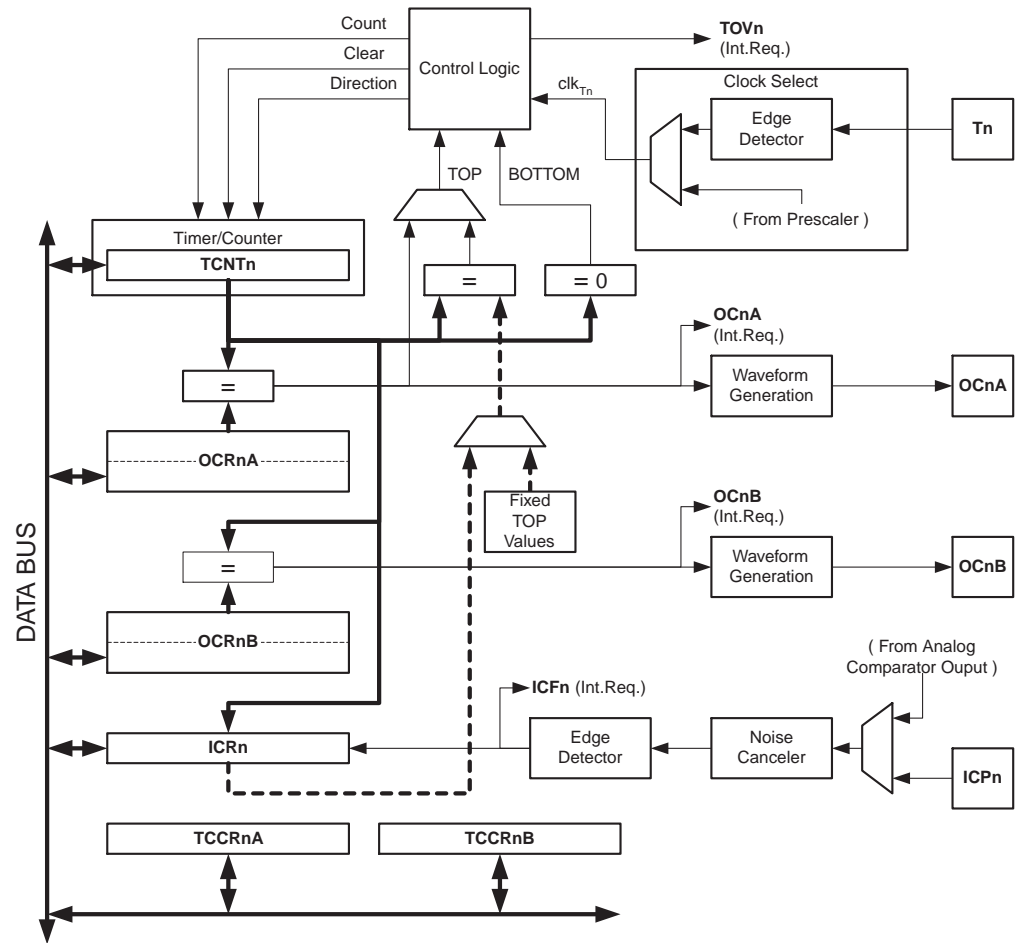 Count
Clear
Direction
Control Logic
TOVn
(Int.Req.)
clkTn
Clock Select
Edge
Detector
Tn
( From Prescaler )
TOP
BOTTOM
Timer/Counter
TCNTn
=
= 0
OCnA
(Int.Req.)
=
Waveform
Generation
OCnA
OCRnA
Fixed
TOP
Values
OCnB
(Int.Req.)
=
Waveform
Generation
OCnB
OCRnB
DATA BUS
( From Analog
Comparator Ouput )
ICFn (Int.Req.)
ICRn
Edge
Detector
Noise
Canceler
ICPn
TCCRnA
TCCRnB